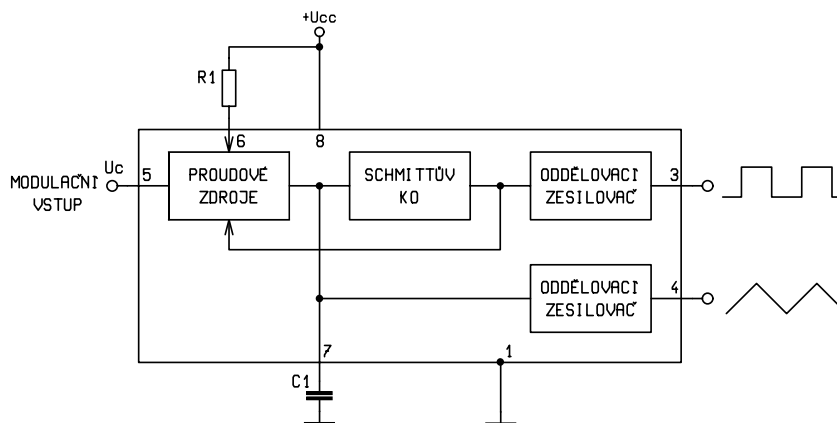 +Ucc
R1
6
8
MODULAČNÍ
VSTUP
Uc
5
PROUDOVÉ
ZDROJE
SCHMITTŮV
KO
ODDĚLOVACÍ
ZESILOVAČ
3
ODDĚLOVACÍ
ZESILOVAČ
4
7
1
C1